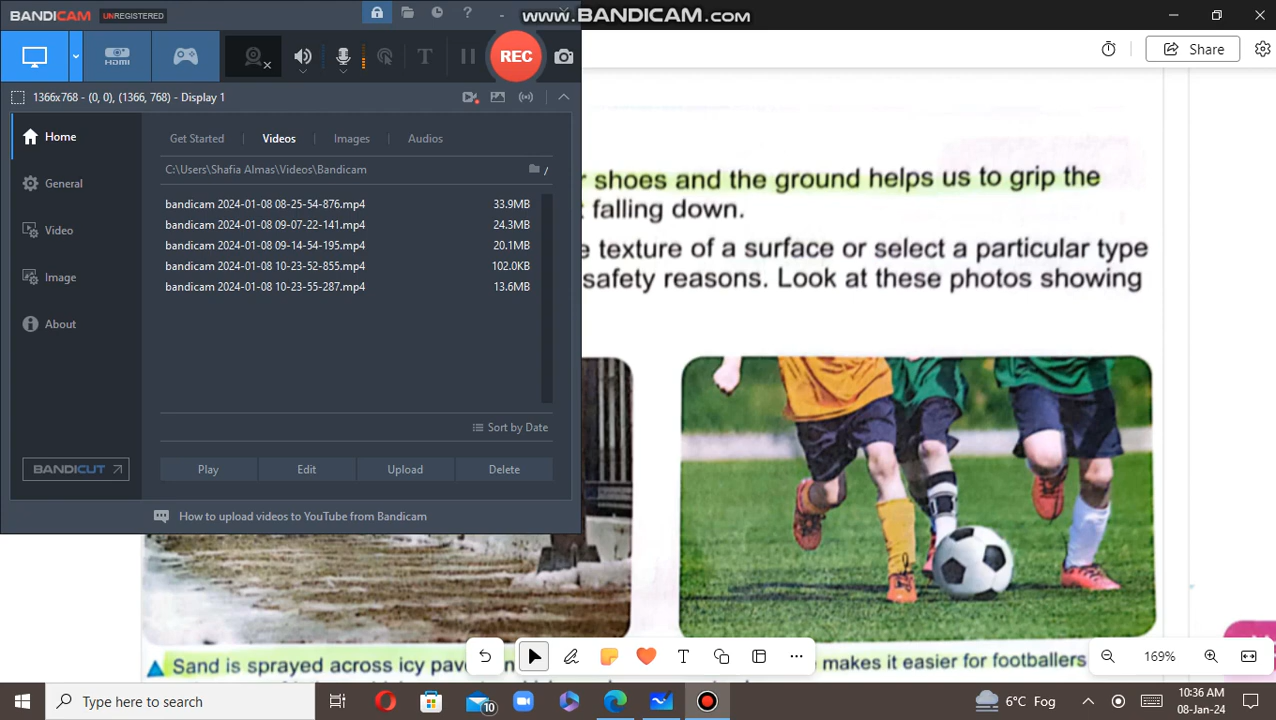 www.BANDICAM.com
BANDICAM UNREGISTERED
HDMI
REC
Share
1366x768 - (0, 0), (1366, 768) - Display 1
Home
General
Video
Image
About
BANDICUT
Get Started
Videos
Images
Audios
C:\Users\Shafia Almas\Videos\Bandicam
bandicam 2024-01-08 08-25-54-876.mp4 33.9MB
bandicam 2024-01-08 09-07-22-141.mp4 24.3MB
bandicam 2024-01-08 09-14-54-195.mp4 20.1MB
bandicam 2024-01-08 10-23-52-855.mp4 102.0KB
bandicam 2024-01-08 10-23-55-287.mp4 13.6MB
Sort by Date
Play Edit Upload Delete
How to upload videos to YouTube from Bandicam
shoes and the ground helps us to grip the
falling down.
texture of a surface or select a particular type
safety reasons. Look at these photos showing
Sand is sprayed across icy
makes it easier for footballers
169%
Type here to search
10
6°C Fog
10:36 AM
08-Jan-24